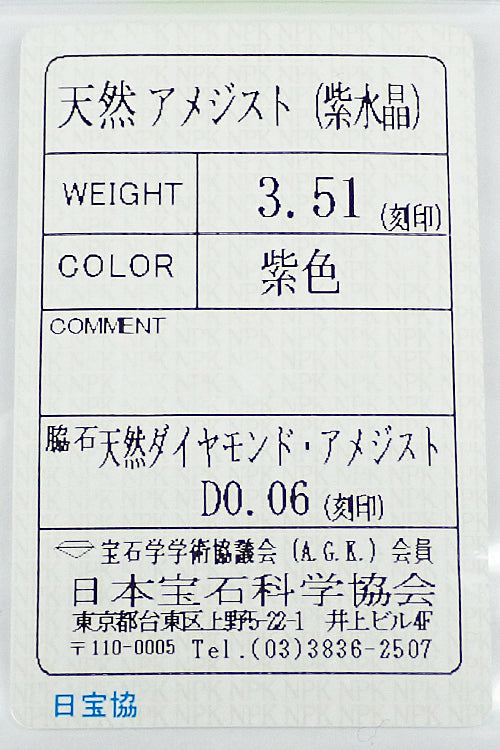 天然 アメジスト (紫水晶)
WEIGHT 3.51 (刻印)
COLOR 紫色
COMMENT
脇石 天然ダイヤモンド・アメジスト
D0.06 (刻印)
宝石学学術協議会 (A.G.K.) 会員
日本宝石科学協会
東京都台東区上野5-22-1 井上ビル4F
〒110-0005 Tel.(03)3836-2507
日宝協